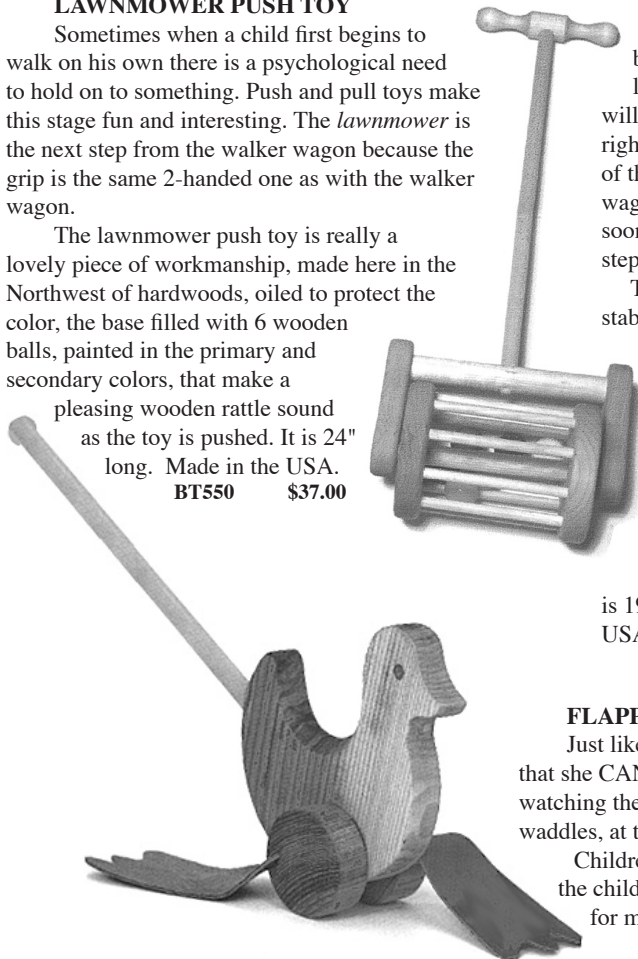 LAWNMOWER PUSH TOY
Sometimes when a child first begins to
walk on his own there is a psychological need
to hold on to something. Push and pull toys make
this stage fun and interesting. The lawnmower is
the next step from the walker wagon because the
grip is the same 2-handed one as with the walker
wagon.
The lawnmower push toy is really a
lovely piece of workmanship, made here in the
Northwest of hardwoods, oiled to protect the
color, the base filled with 6 wooden
balls, painted in the primary and
secondary colors, that make a
pleasing wooden rattle sound
as the toy is pushed. It is 24"
long. Made in the USA.
BT550 $37.00
will
righ
of th
wag
soon
step
T
stab
is 19
USA
FLAPP
Just like
that she CAN
watching the
waddles, at t
Childre
the child
for m